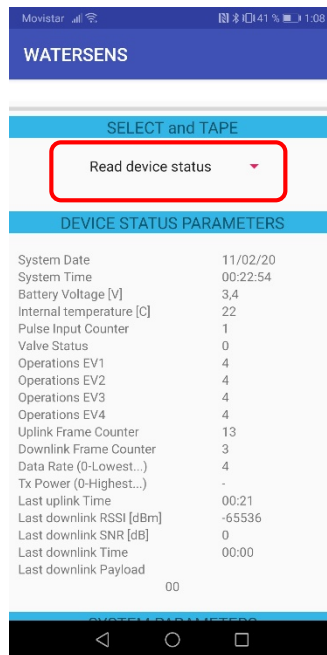 Movistar 41 % 1:08
WATERSENS
SELECT and TAPE
Read device status
DEVICE STATUS PARAMETERS
System Date 11/02/20
System Time 00:22:54
Battery Voltage [V] 3,4
Internal temperature [C] 22
Pulse Input Counter 1
Valve Status 0
Operations EV1 4
Operations EV2 4
Operations EV3 4
Operations EV4 4
Uplink Frame Counter 13
Downlink Frame Counter 3
Data Rate (0-Lowest...) 4
Tx Power (0-Highest...) -
Last uplink Time 00:21
Last downlink RSSI [dBm] -65536
Last downlink SNR [dB] 0
Last downlink Time 00:00
Last downlink Payload
00
SYSTEM PARAMETERS